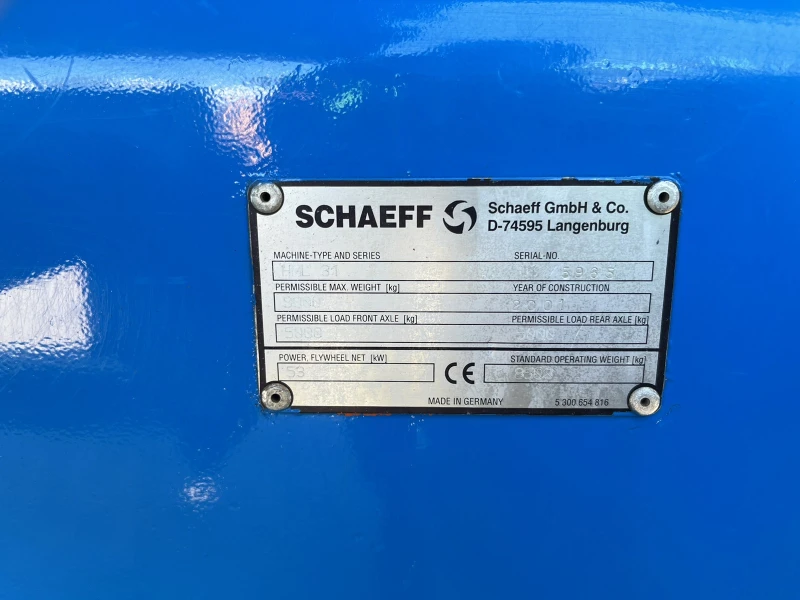 SCHAEFF
Schaeff GmbH & Co.
D-74595 Langenburg
MACHINE-TYPE AND SERIES SERIAL-NO.
PERMISSIBLE MAX. WEIGHT [kg] YEAR OF CONSTRUCTION
2001
PERMISSIBLE LOAD FRONT AXLE [kg] PERMISSIBLE LOAD REAR AXLE [kg]
POWER, FLYWHEEL NET [kW] STANDARD OPERATING WEIGHT [kg]
53 CE
MADE IN GERMANY 5 300 654 816